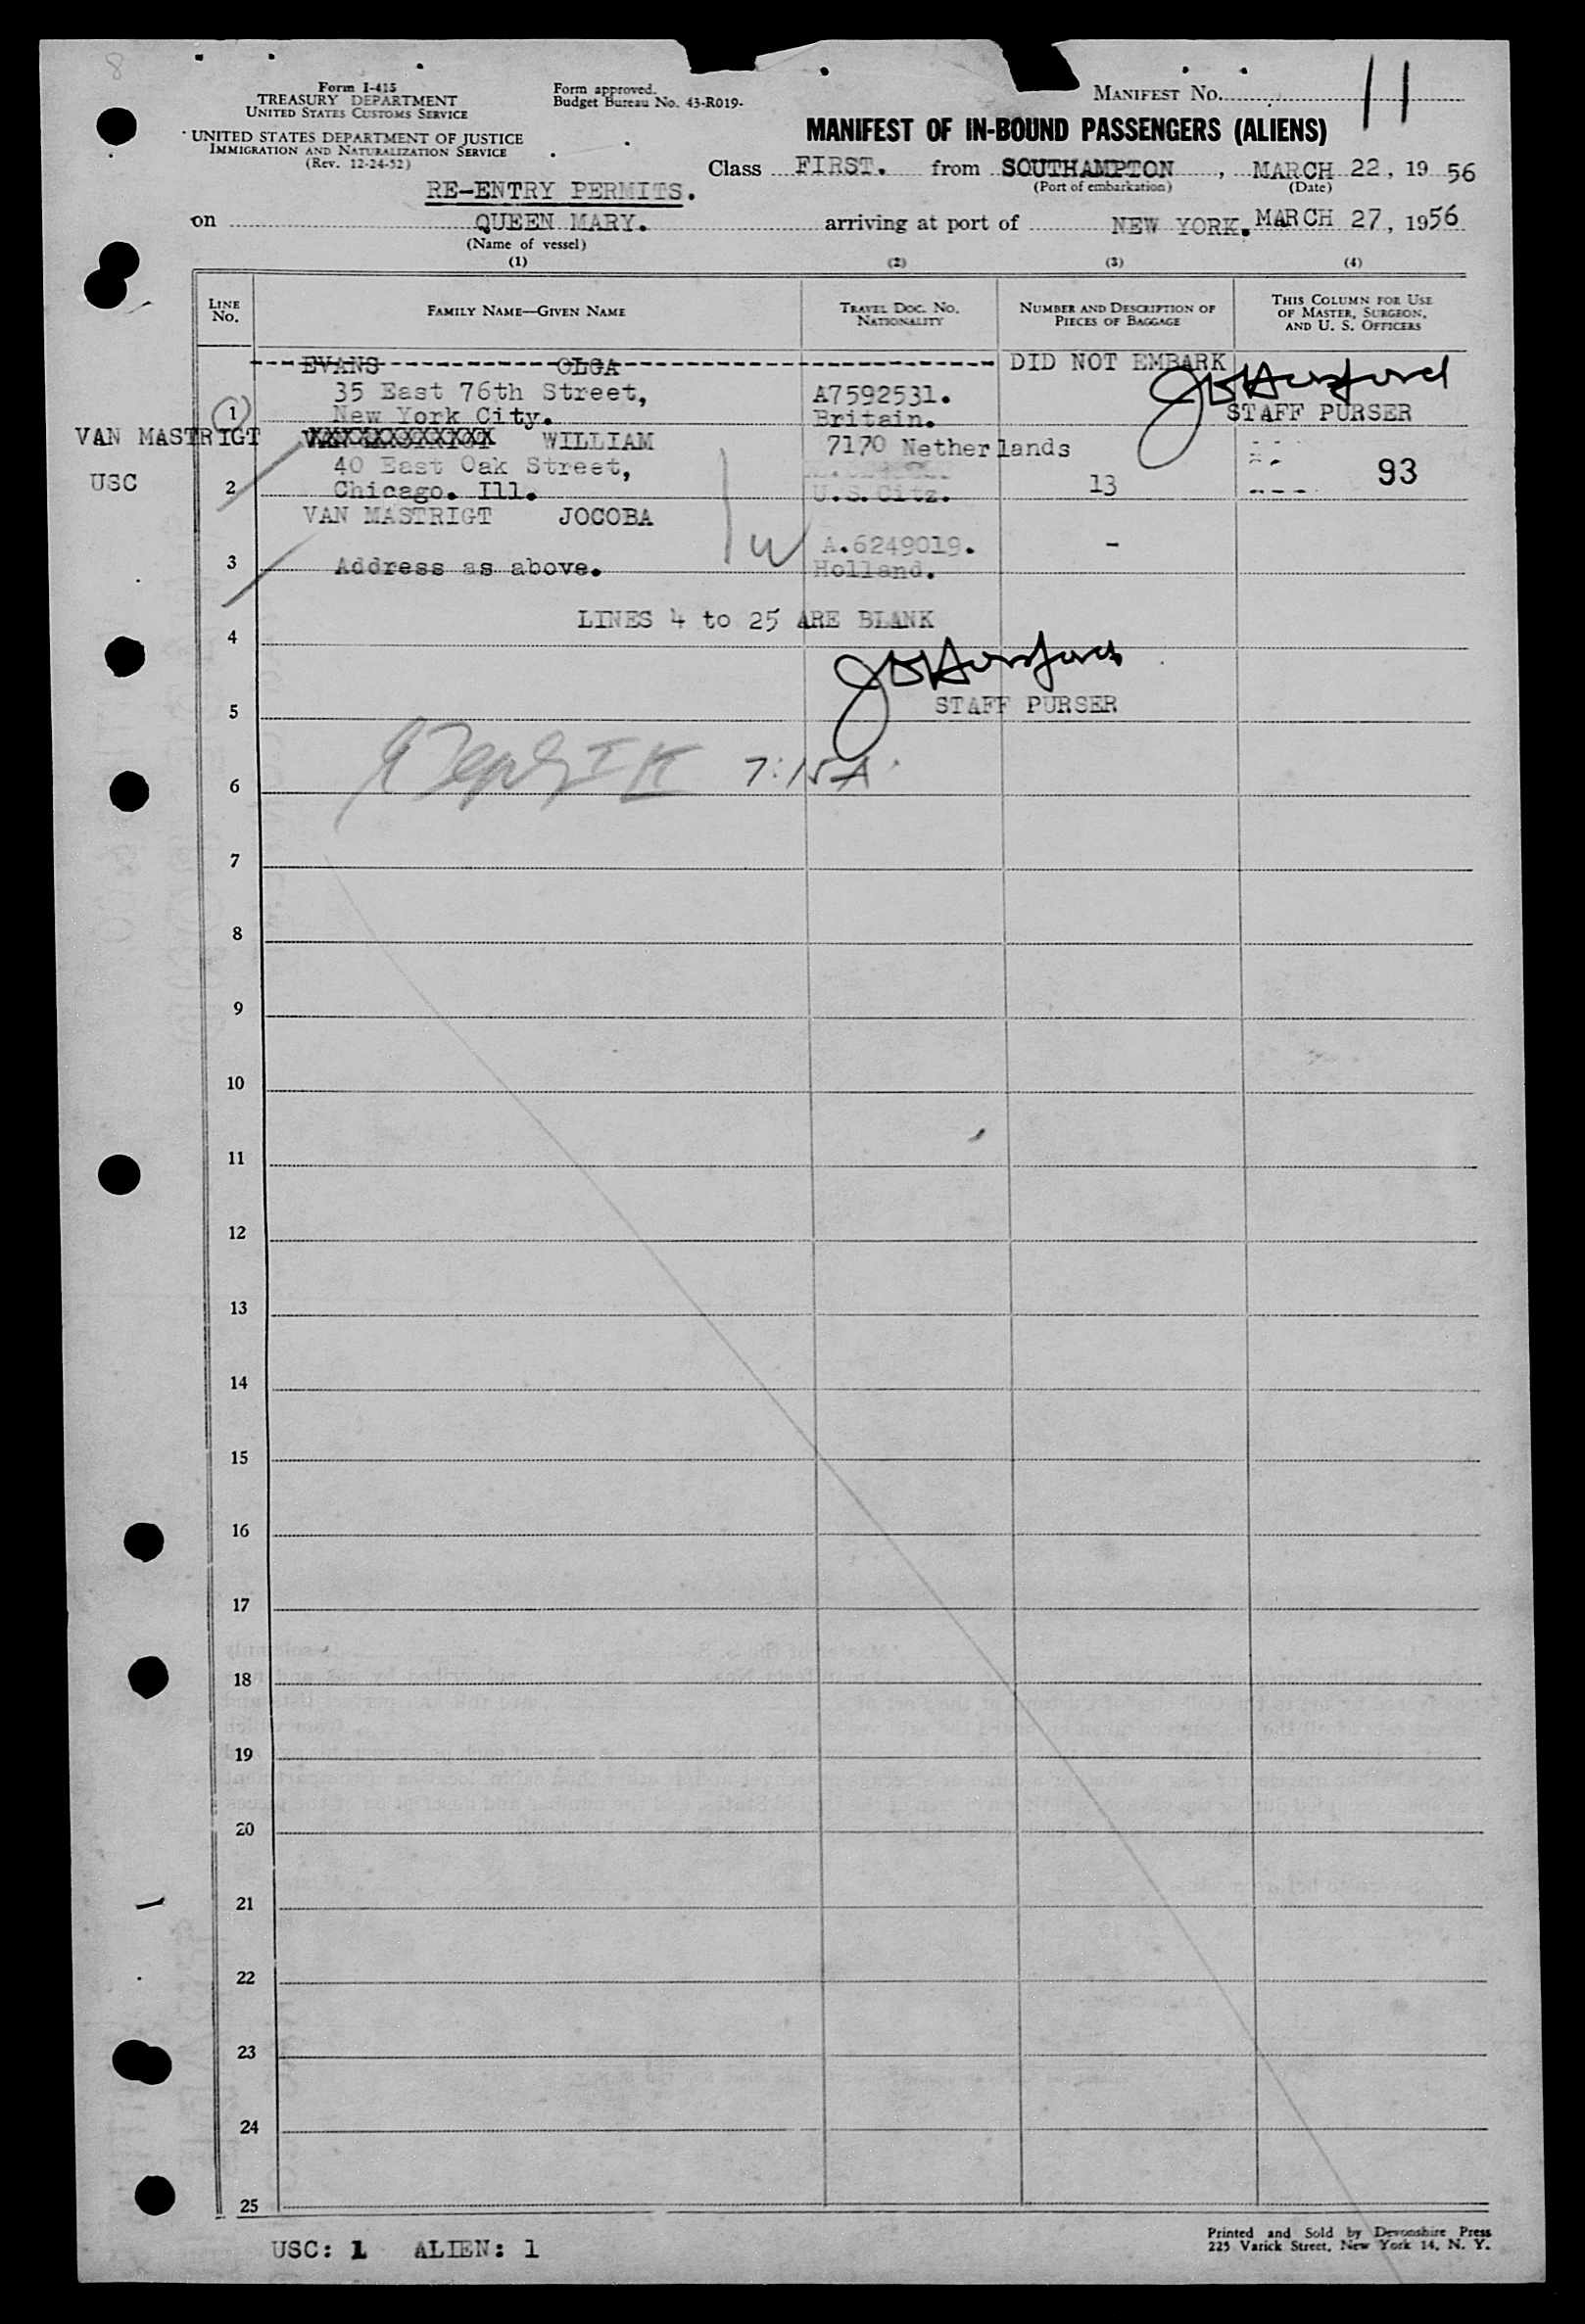 8
Form I-415
TREASURY DEPARTMENT
UNITED STATES CUSTOMS SERVICE
UNITED STATES DEPARTMENT OF JUSTICE
IMMIGRATION AND NATURALIZATION SERVICE
(Rev. 12-24-52)
Form approved.
Budget Bureau No. 43-R019.
MANIFEST No. 11
MANIFEST OF IN-BOUND PASSENGERS (ALIENS)
Class FIRST. from SOUTHAMPTON, MARCH 22, 19 56
(Port of embarkation) (Date)
RE-ENTRY PERMITS.
on QUEEN MARY. arriving at port of NEW YORK. MARCH 27, 1956
(Name of vessel)
(1) (2) (3) (4)
LINE No. FAMILY NAME—GIVEN NAME TRAVEL DOC. No. NATIONALITY NUMBER AND DESCRIPTION OF PIECES OF BAGGAGE THIS COLUMN FOR USE OF MASTER, SURGEON, AND U. S. OFFICERS
EVANS OLGA DID NOT EMBARK
35 East 76th Street, A7592531.
1 New York City. Britain. STAFF PURSER
VAN MASTRIGT WILLIAM 7170 Netherlands
40 East Oak Street,
USC 2 Chicago. Ill. U.S. Citz. 13 93
VAN MASTRIGT JOCOBA
W A.6249019. -
3 Address as above. Holland.
LINES 4 to 25 ARE BLANK
4
STAFF PURSER
5
7:15A
6
7
8
9
10
11
12
13
14
15
16
17
18
19
20
21
22
23
24
25
USC: 1 ALIEN: 1
Printed and Sold by Devonshire Press
225 Varick Street, New York 14, N. Y.